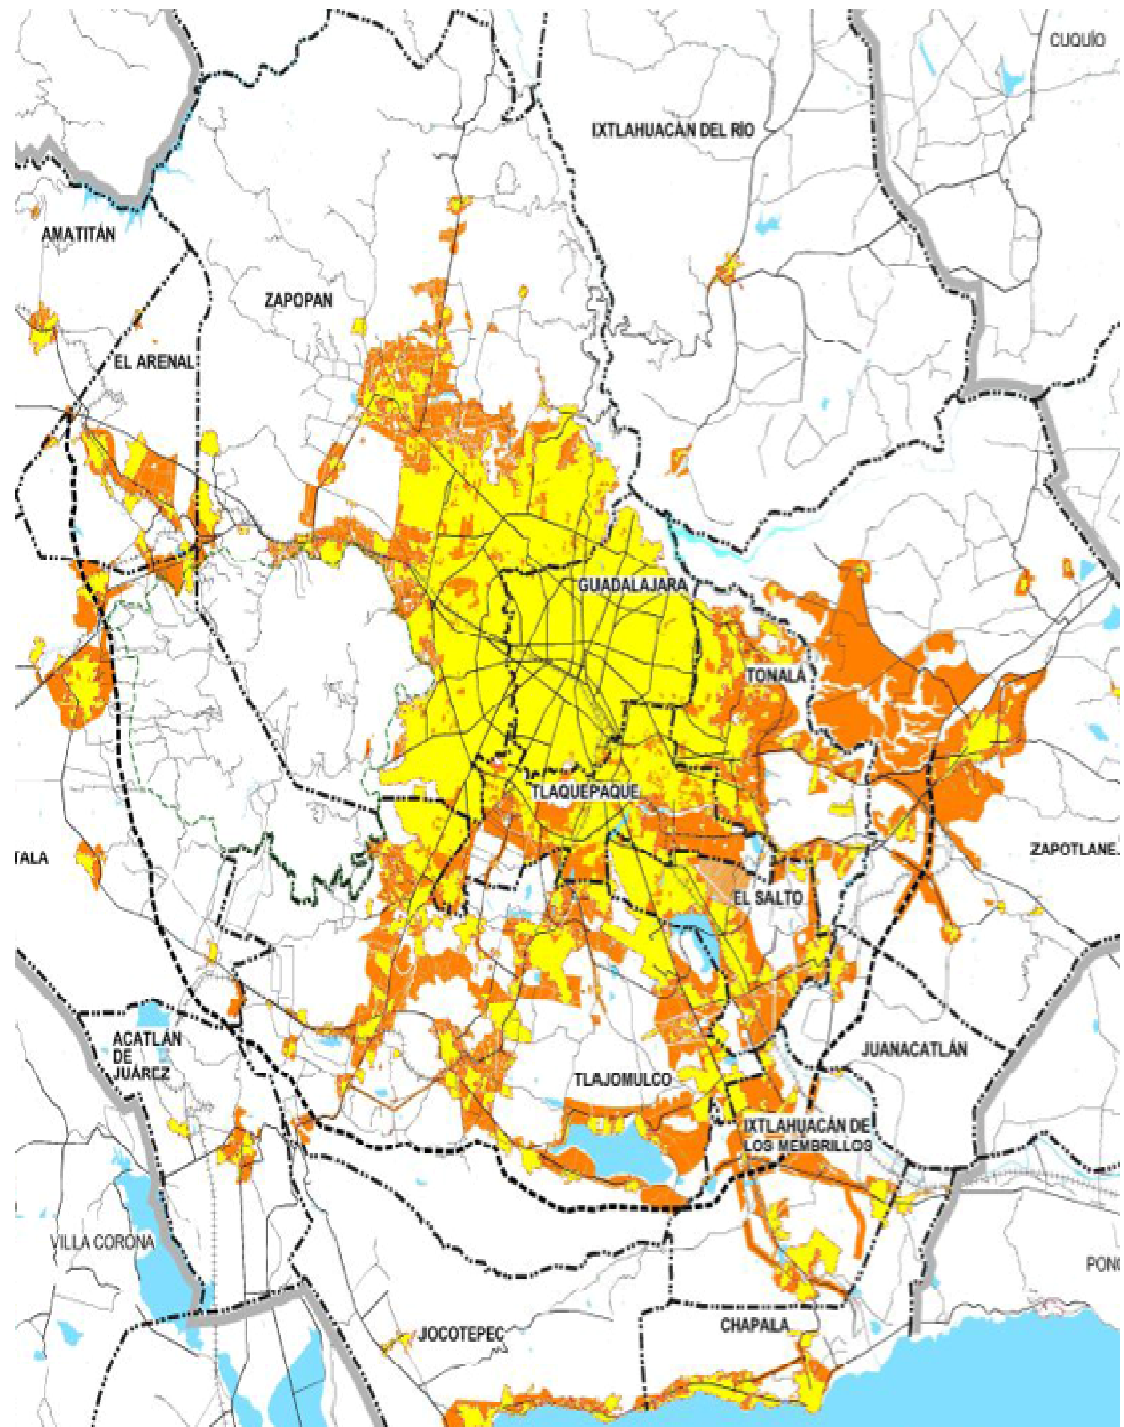 CUQUÍO
IXTLAHUACÁN DEL RÍO
AMATITÁN
ZAPOPAN
EL ARENAL
GUADALAJARA
TONALÁ
TLAQUEPAQUE
TALA
ZAPOTLANEJ
EL SALTO
ACATLÁN
DE
JUÁREZ
JUANACATLÁN
TLAJOMULCO
IXTLAHUACÁN DE
LOS MEMBRILLOS
VILLA CORONA
PONC
CHAPALA
JOCOTEPEC